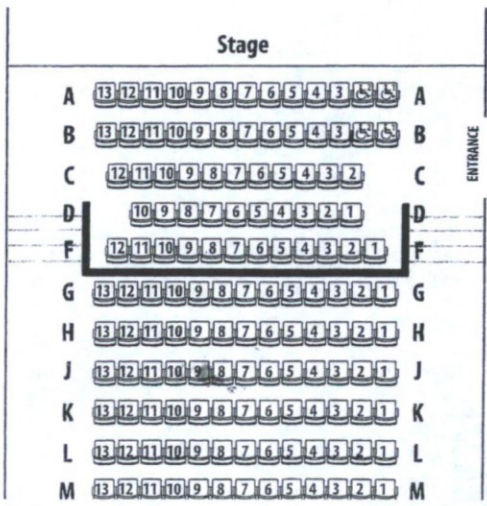 Stage
A 13 12 11 10 9 8 7 6 5 4 3 A
B 13 12 11 10 9 8 7 6 5 4 3 B
ENTRANCE
C 12 11 10 9 8 7 6 5 4 3 2 C
D 10 9 8 7 6 5 4 3 2 1 D
F 12 11 10 9 8 7 6 5 4 3 2 1 F
G 13 12 11 10 9 8 7 6 5 4 3 2 1 G
H 13 12 11 10 9 8 7 6 5 4 3 2 1 H
J 13 12 11 10 9 8 7 6 5 4 3 2 1 J
K 13 12 11 10 9 8 7 6 5 4 3 2 1 K
L 13 12 11 10 9 8 7 6 5 4 3 2 1 L
M 13 12 11 10 9 8 7 6 5 4 3 2 1 M